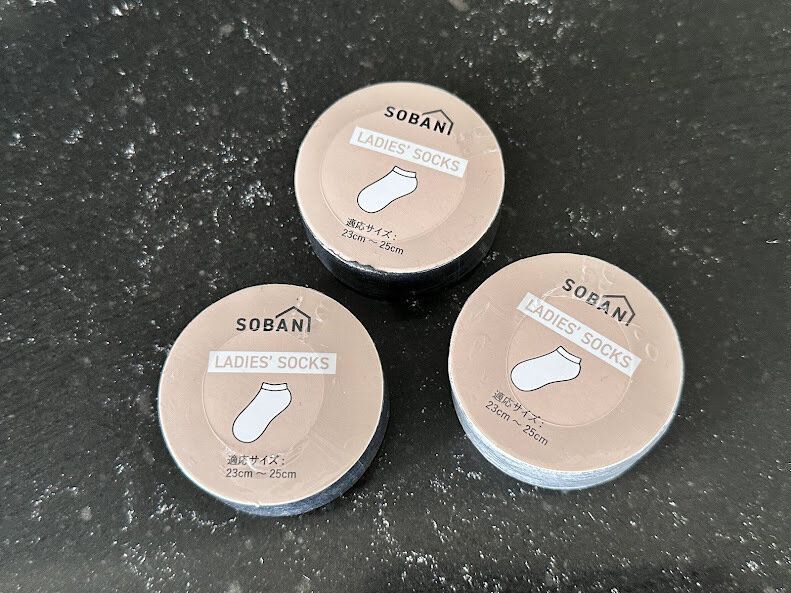 SOBANI
LADIES' SOCKS
適応サイズ：
23cm ～ 25cm
SOBANI
LADIES' SOCKS
適応サイズ：
23cm ～ 25cm
SOBANI
LADIES' SOCKS
適応サイズ：
23cm ～ 25cm